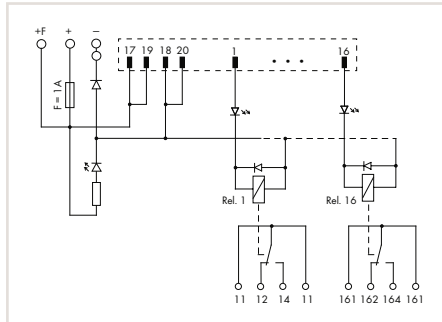 +F + −
17 19 18 20 1 • • • 16
F = 1A
Rel. 1 Rel. 16
11 12 14 11 161 162 164 161